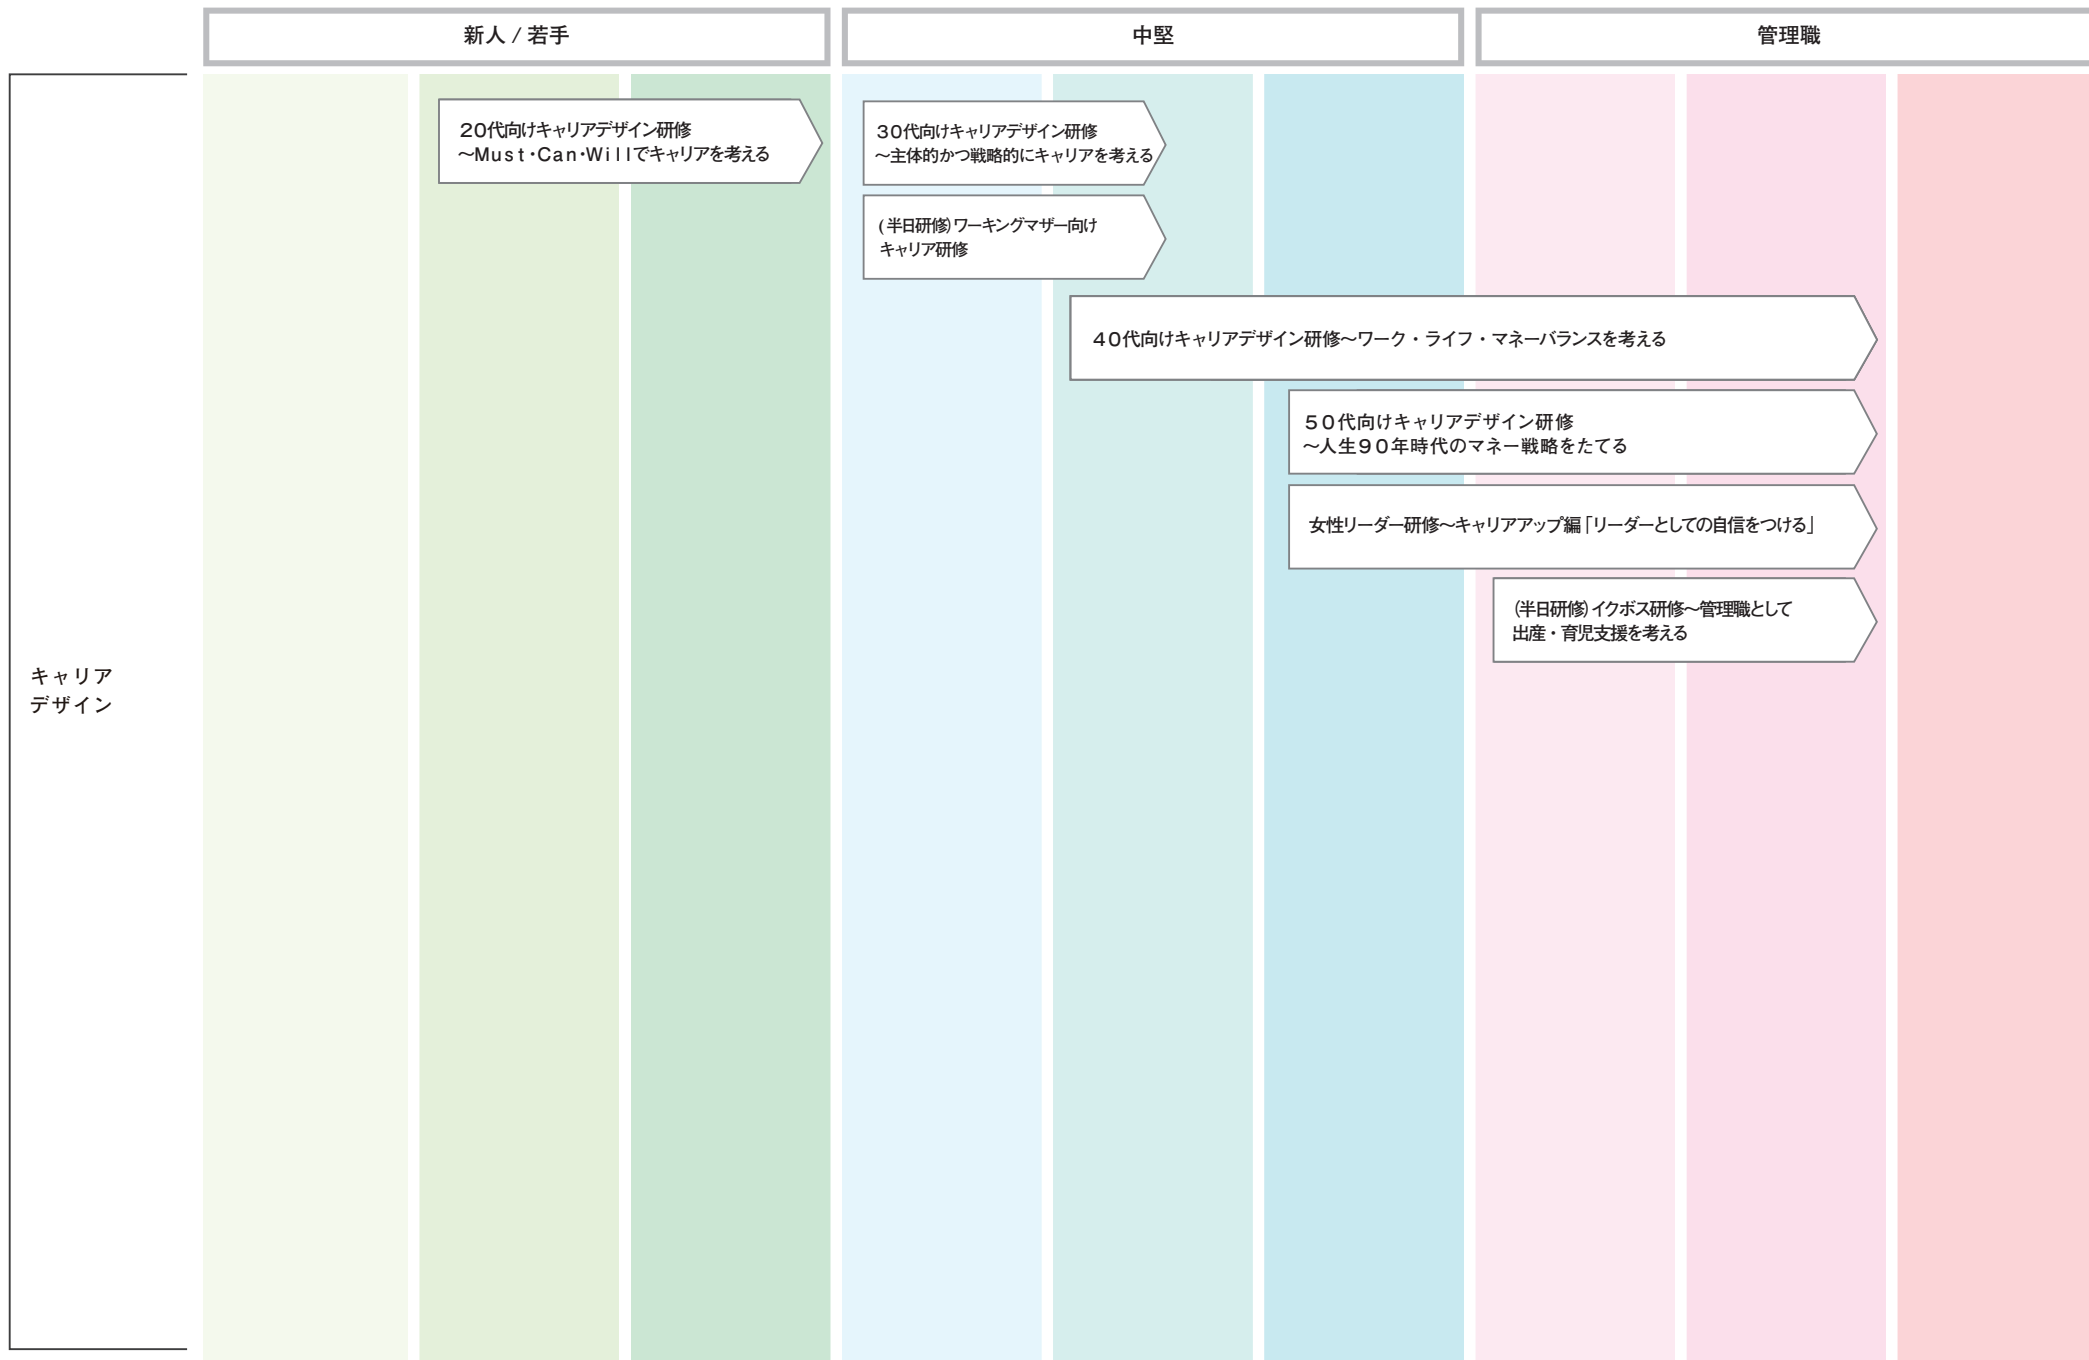 新人 / 若手
中堅
管理職
キャリア
デザイン
20代向けキャリアデザイン研修
～Must・Can・Willでキャリアを考える
30代向けキャリアデザイン研修
～主体的かつ戦略的にキャリアを考える
(半日研修)ワーキングマザー向け
キャリア研修
40代向けキャリアデザイン研修～ワーク・ライフ・マネーバランスを考える
50代向けキャリアデザイン研修
～人生90年時代のマネー戦略をたてる
女性リーダー研修～キャリアアップ編「リーダーとしての自信をつける」
(半日研修)イクボス研修～管理職として
出産・育児支援を考える